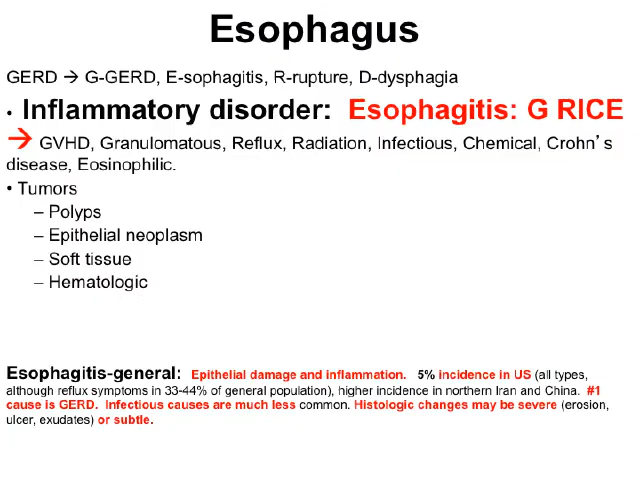 Esophagus
GERD → G-GERD, E-sophagitis, R-rupture, D-dysphagia
• Inflammatory disorder: Esophagitis: G RICE
→ GVHD, Granulomatous, Reflux, Radiation, Infectious, Chemical, Crohn’s
disease, Eosinophilic.
• Tumors
– Polyps
– Epithelial neoplasm
– Soft tissue
– Hematologic
Esophagitis-general: Epithelial damage and inflammation. 5% incidence in US (all types,
although reflux symptoms in 33-44% of general population), higher incidence in northern Iran and China. #1
cause is GERD. Infectious causes are much less common. Histologic changes may be severe (erosion,
ulcer, exudates) or subtle.